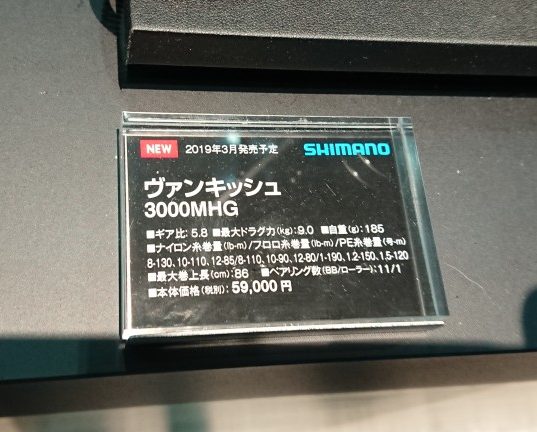 NEW 2019年3月発売予定 SHIMANO
ヴァンキッシュ
3000MHG
■ギア比: 5.8 ■最大ドラグ力(kg):9.0 ■自重(g):185
■ナイロン糸巻量(lb-m)/フロロ糸巻量(lb-m)/PE糸巻量(号-m)
8-130, 10-110, 12-85/8-110, 10-90, 12-80/1-190, 1.2-150, 1.5-120
■最大巻上長(cm):86 ■ベアリング数(BB/ローラー):11/1
■本体価格(税別):59,000円